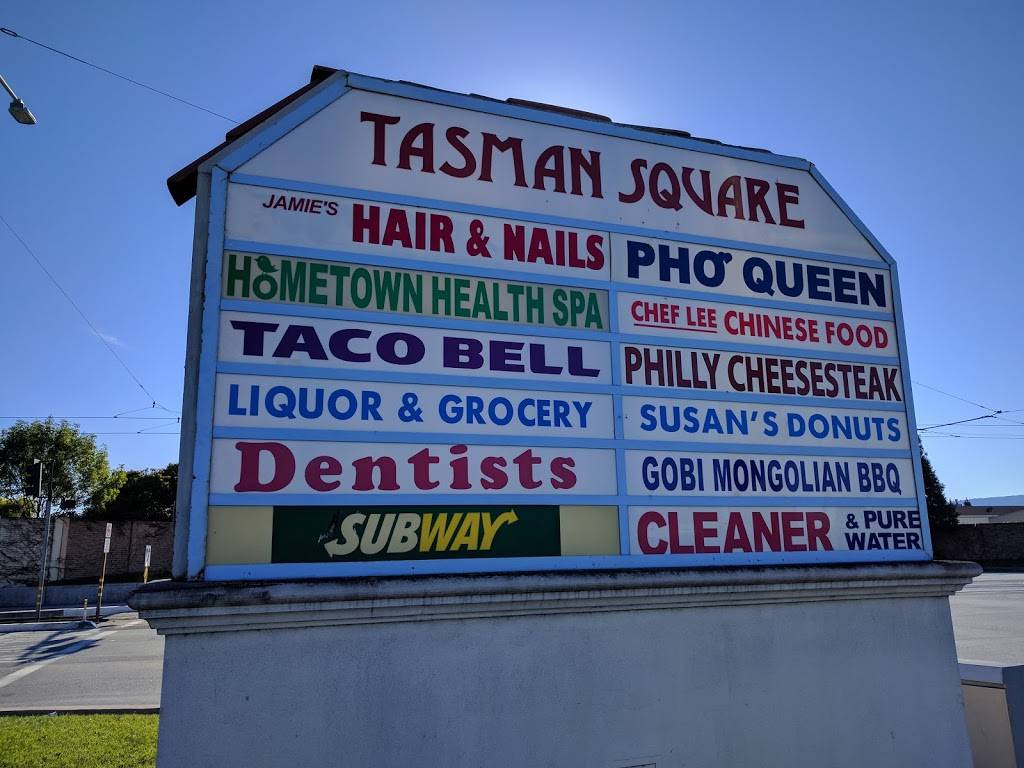 TASMAN SQUARE
JAMIE'S HAIR & NAILS
HOMETOWN HEALTH SPA
TACO BELL
LIQUOR & GROCERY
Dentists
SUBWAY
PHỞ QUEEN
CHEF LEE CHINESE FOOD
PHILLY CHEESESTEAK
SUSAN'S DONUTS
GOBI MONGOLIAN BBQ
CLEANER & PURE
WATER